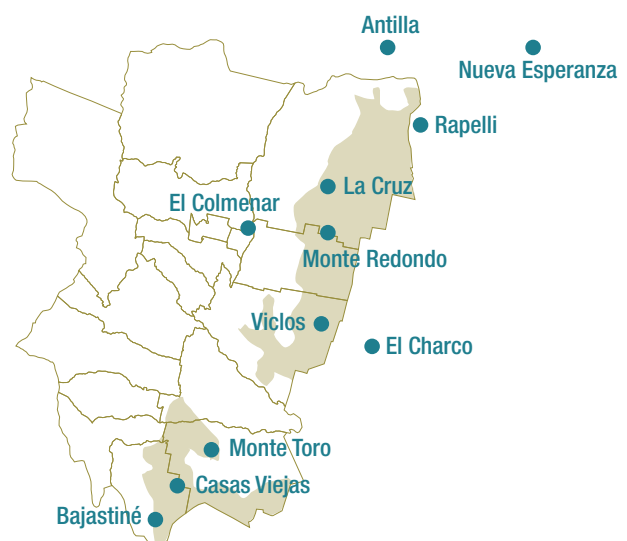 Antilla
Nueva Esperanza
Rapelli
La Cruz
El Colmenar
Monte Redondo
Viclos
El Charco
Monte Toro
Casas Viejas
Bajastiné